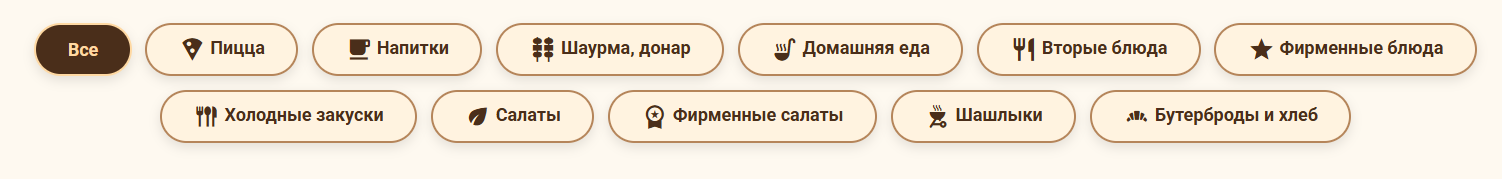 Все Пицца Напитки Шаурма, донар Домашняя еда Вторые блюда Фирменные блюда
Холодные закуски Салаты Фирменные салаты Шашлыки Бутерброды и хлеб